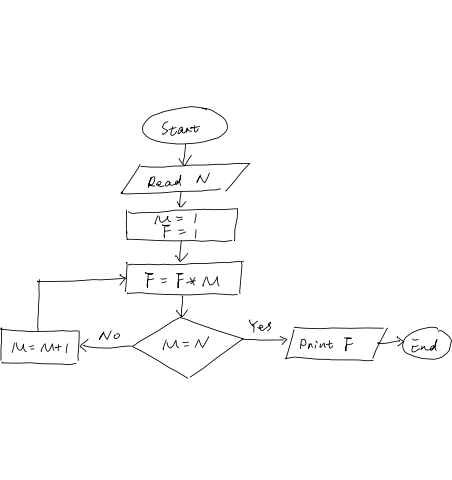 Start
Read N
M = 1
F = 1
F = F * M
No
M = M+1
M = N
Yes
Print F
End